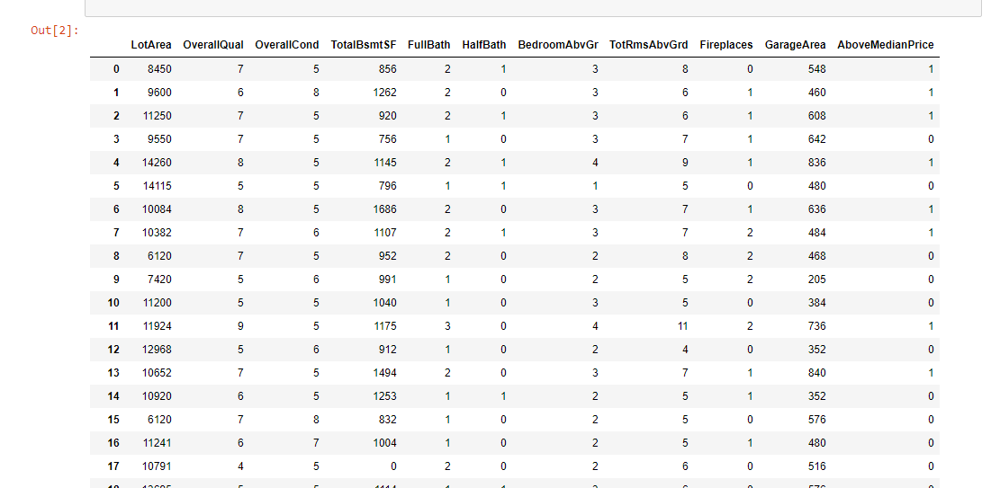 Out[2]:
LotArea OverallQual OverallCond TotalBsmtSF FullBath HalfBath BedroomAbvGr TotRmsAbvGrd Fireplaces GarageArea AboveMedianPrice
0 8450 7 5 856 2 1 3 8 0 548 1
1 9600 6 8 1262 2 0 3 6 1 460 1
2 11250 7 5 920 2 1 3 6 1 608 1
3 9550 7 5 756 1 0 3 7 1 642 0
4 14260 8 5 1145 2 1 4 9 1 836 1
5 14115 5 5 796 1 1 1 5 0 480 0
6 10084 8 5 1686 2 0 3 7 1 636 1
7 10382 7 6 1107 2 1 3 7 2 484 1
8 6120 7 5 952 2 0 2 8 2 468 0
9 7420 5 6 991 1 0 2 5 2 205 0
10 11200 5 5 1040 1 0 3 5 0 384 0
11 11924 9 5 1175 3 0 4 11 2 736 1
12 12968 5 6 912 1 0 2 4 0 352 0
13 10652 7 5 1494 2 0 3 7 1 840 1
14 10920 6 5 1253 1 1 2 5 1 352 0
15 6120 7 8 832 1 0 2 5 0 576 0
16 11241 6 7 1004 1 0 2 5 1 480 0
17 10791 4 5 0 2 0 2 6 0 516 0